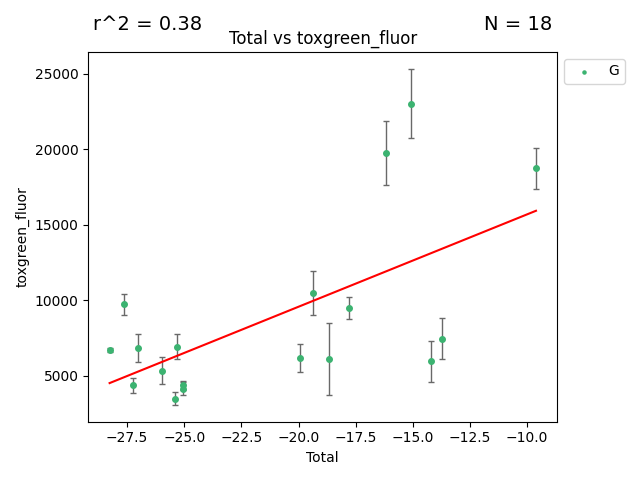 r^2 = 0.38
N = 18
Total vs toxgreen_fluor
G
25000
20000
15000
10000
5000
toxgreen_fluor
−27.5 −25.0 −22.5 −20.0 −17.5 −15.0 −12.5 −10.0
Total